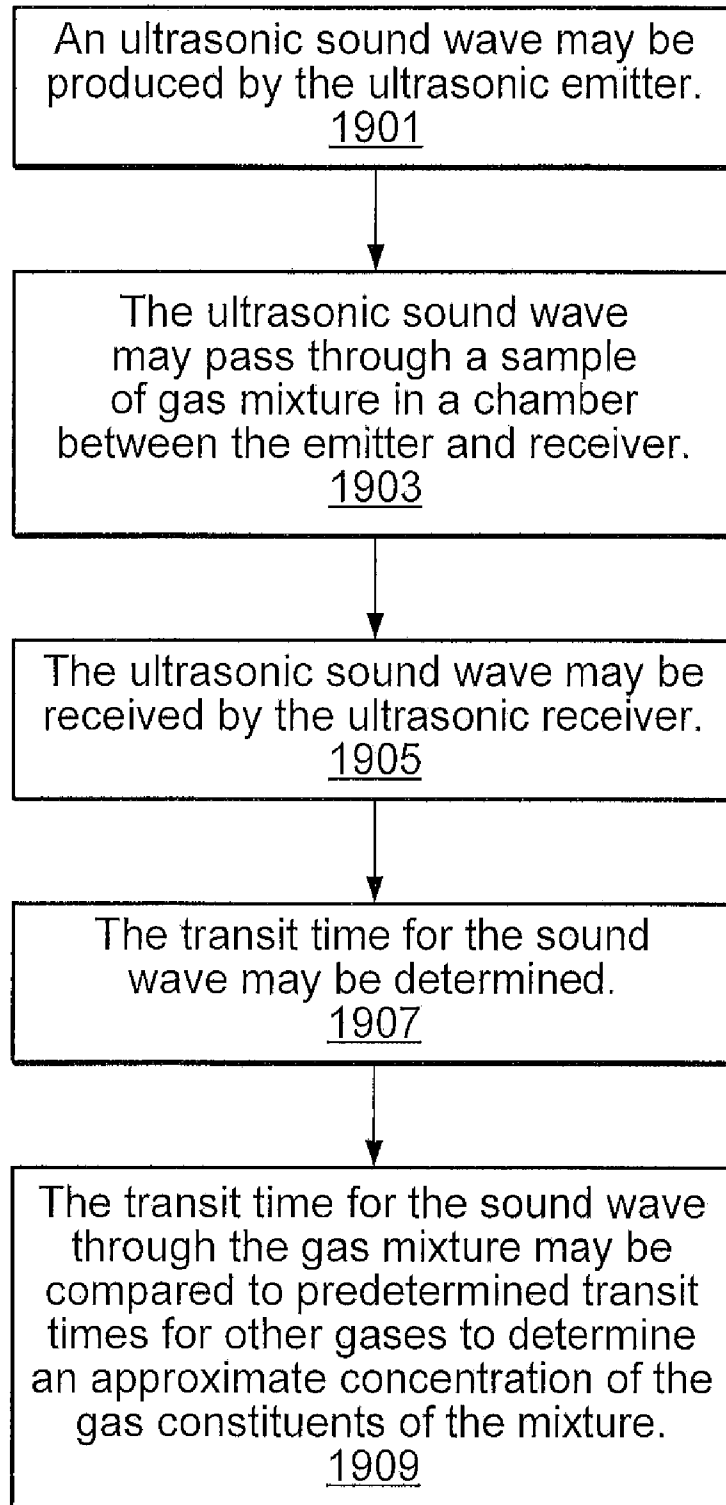 An ultrasonic sound wave may be
produced by the ultrasonic emitter.
1901
The ultrasonic sound wave
may pass through a sample
of gas mixture in a chamber
between the emitter and receiver.
1903
The ultrasonic sound wave may be
received by the ultrasonic receiver.
1905
The transit time for the sound
wave may be determined.
1907
The transit time for the sound wave
through the gas mixture may be
compared to predetermined transit
times for other gases to determine
an approximate concentration of the
gas constituents of the mixture.
1909